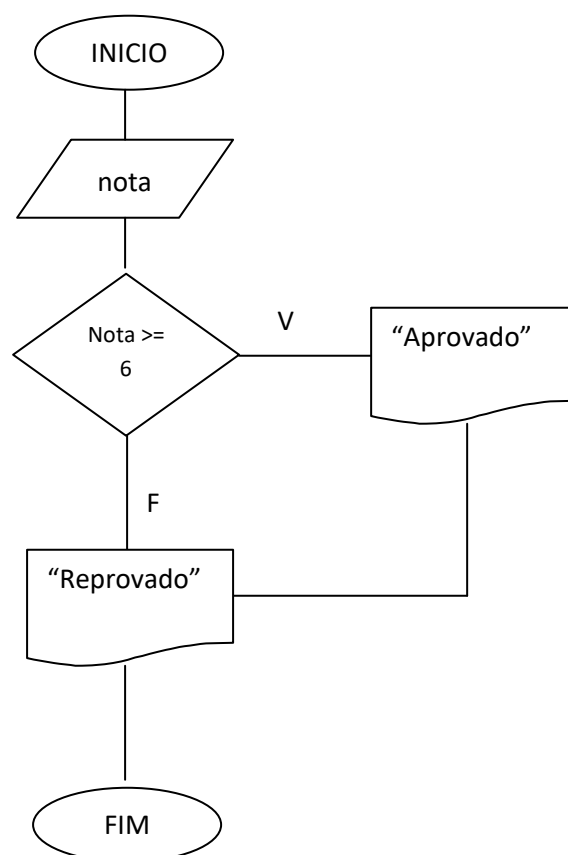 INICIO
nota
Nota >=
6
V
“Aprovado”
F
“Reprovado”
FIM